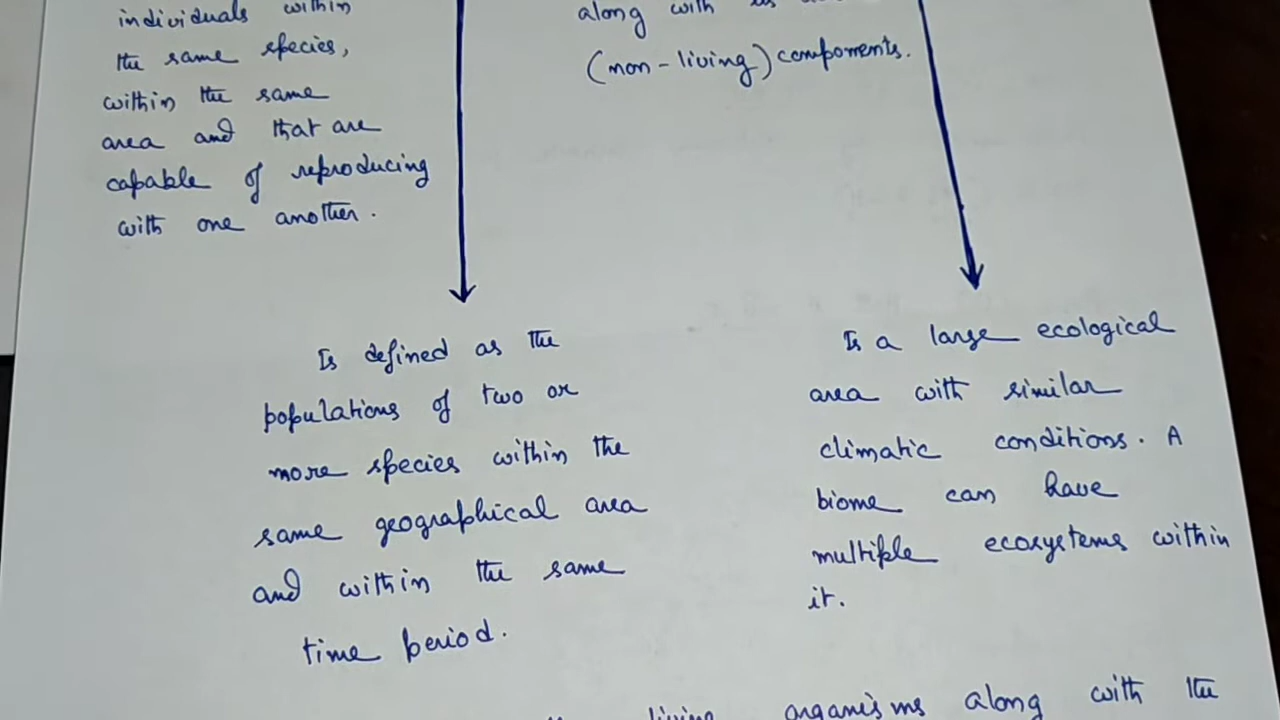 individuals within
the same species,
within the same
area and that are
capable of reproducing
with one another.
along with its
(non-living) components.
Is defined as the
populations of two or
more species within the
same geographical area
and within the same
time period.
Is a large ecological
area with similar
climatic conditions. A
biome can have
multiple ecosystems within
it.
living organisms along with the